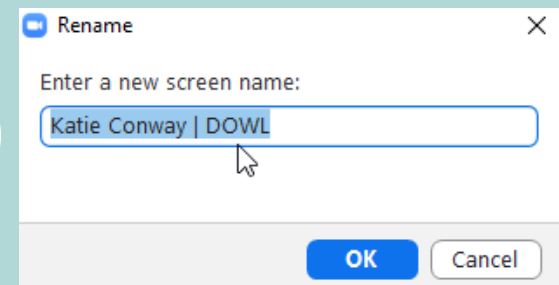 Rename
Enter a new screen name:
Katie Conway | DOWL
OK
Cancel